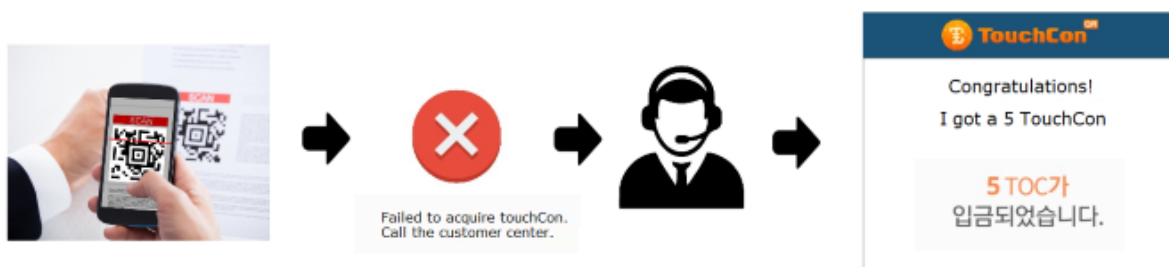 SCAN
SCAN
Failed to acquire touchCon.
Call the customer center.
TouchCon QR
Congratulations!
I got a 5 TouchCon
5 TOC가
입금되었습니다.